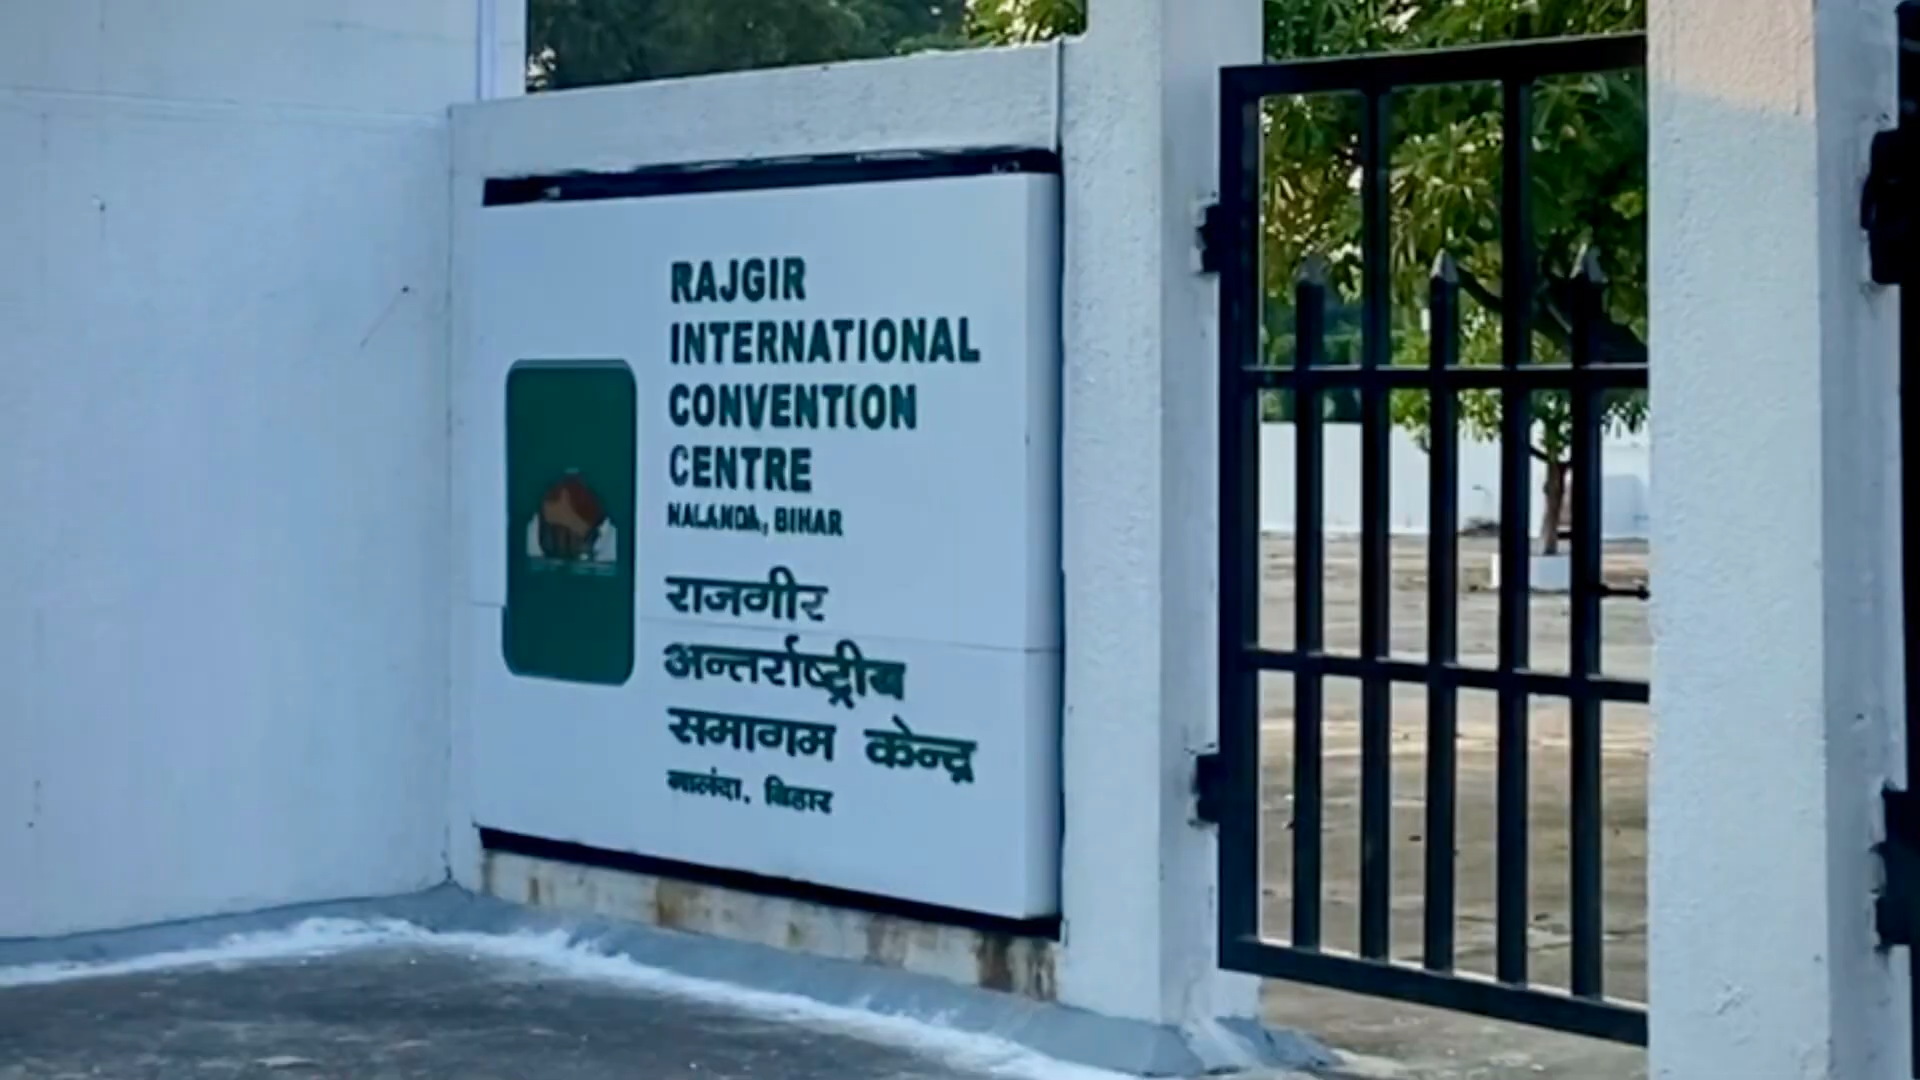 RAJGIR
INTERNATIONAL
CONVENTION
CENTRE
NALANDA, BIHAR
राजगीर
अन्तर्राष्ट्रीय
समागम केन्द्र
नालंदा, बिहार